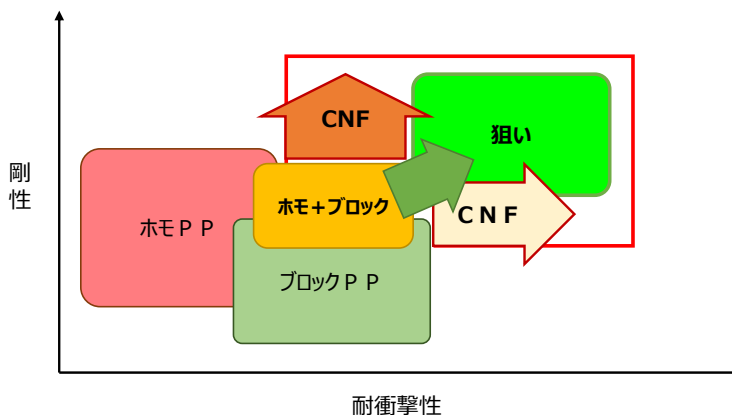 CNF
狙い
剛
性
ホモ＋ブロック
ＣＮＦ
ホモＰＰ
ブロックＰＰ
耐衝撃性